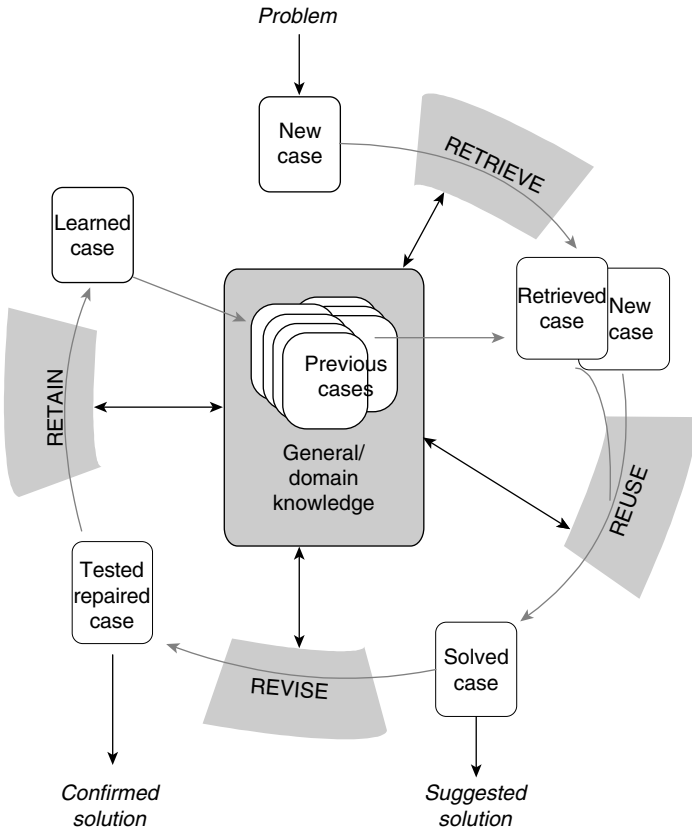 Problem
New
case
RETRIEVE
Learned
case
Retrieved
case
New
case
Previous
cases
RETAIN
General/
domain
knowledge
REUSE
Tested
repaired
case
Solved
case
REVISE
Confirmed
solution
Suggested
solution